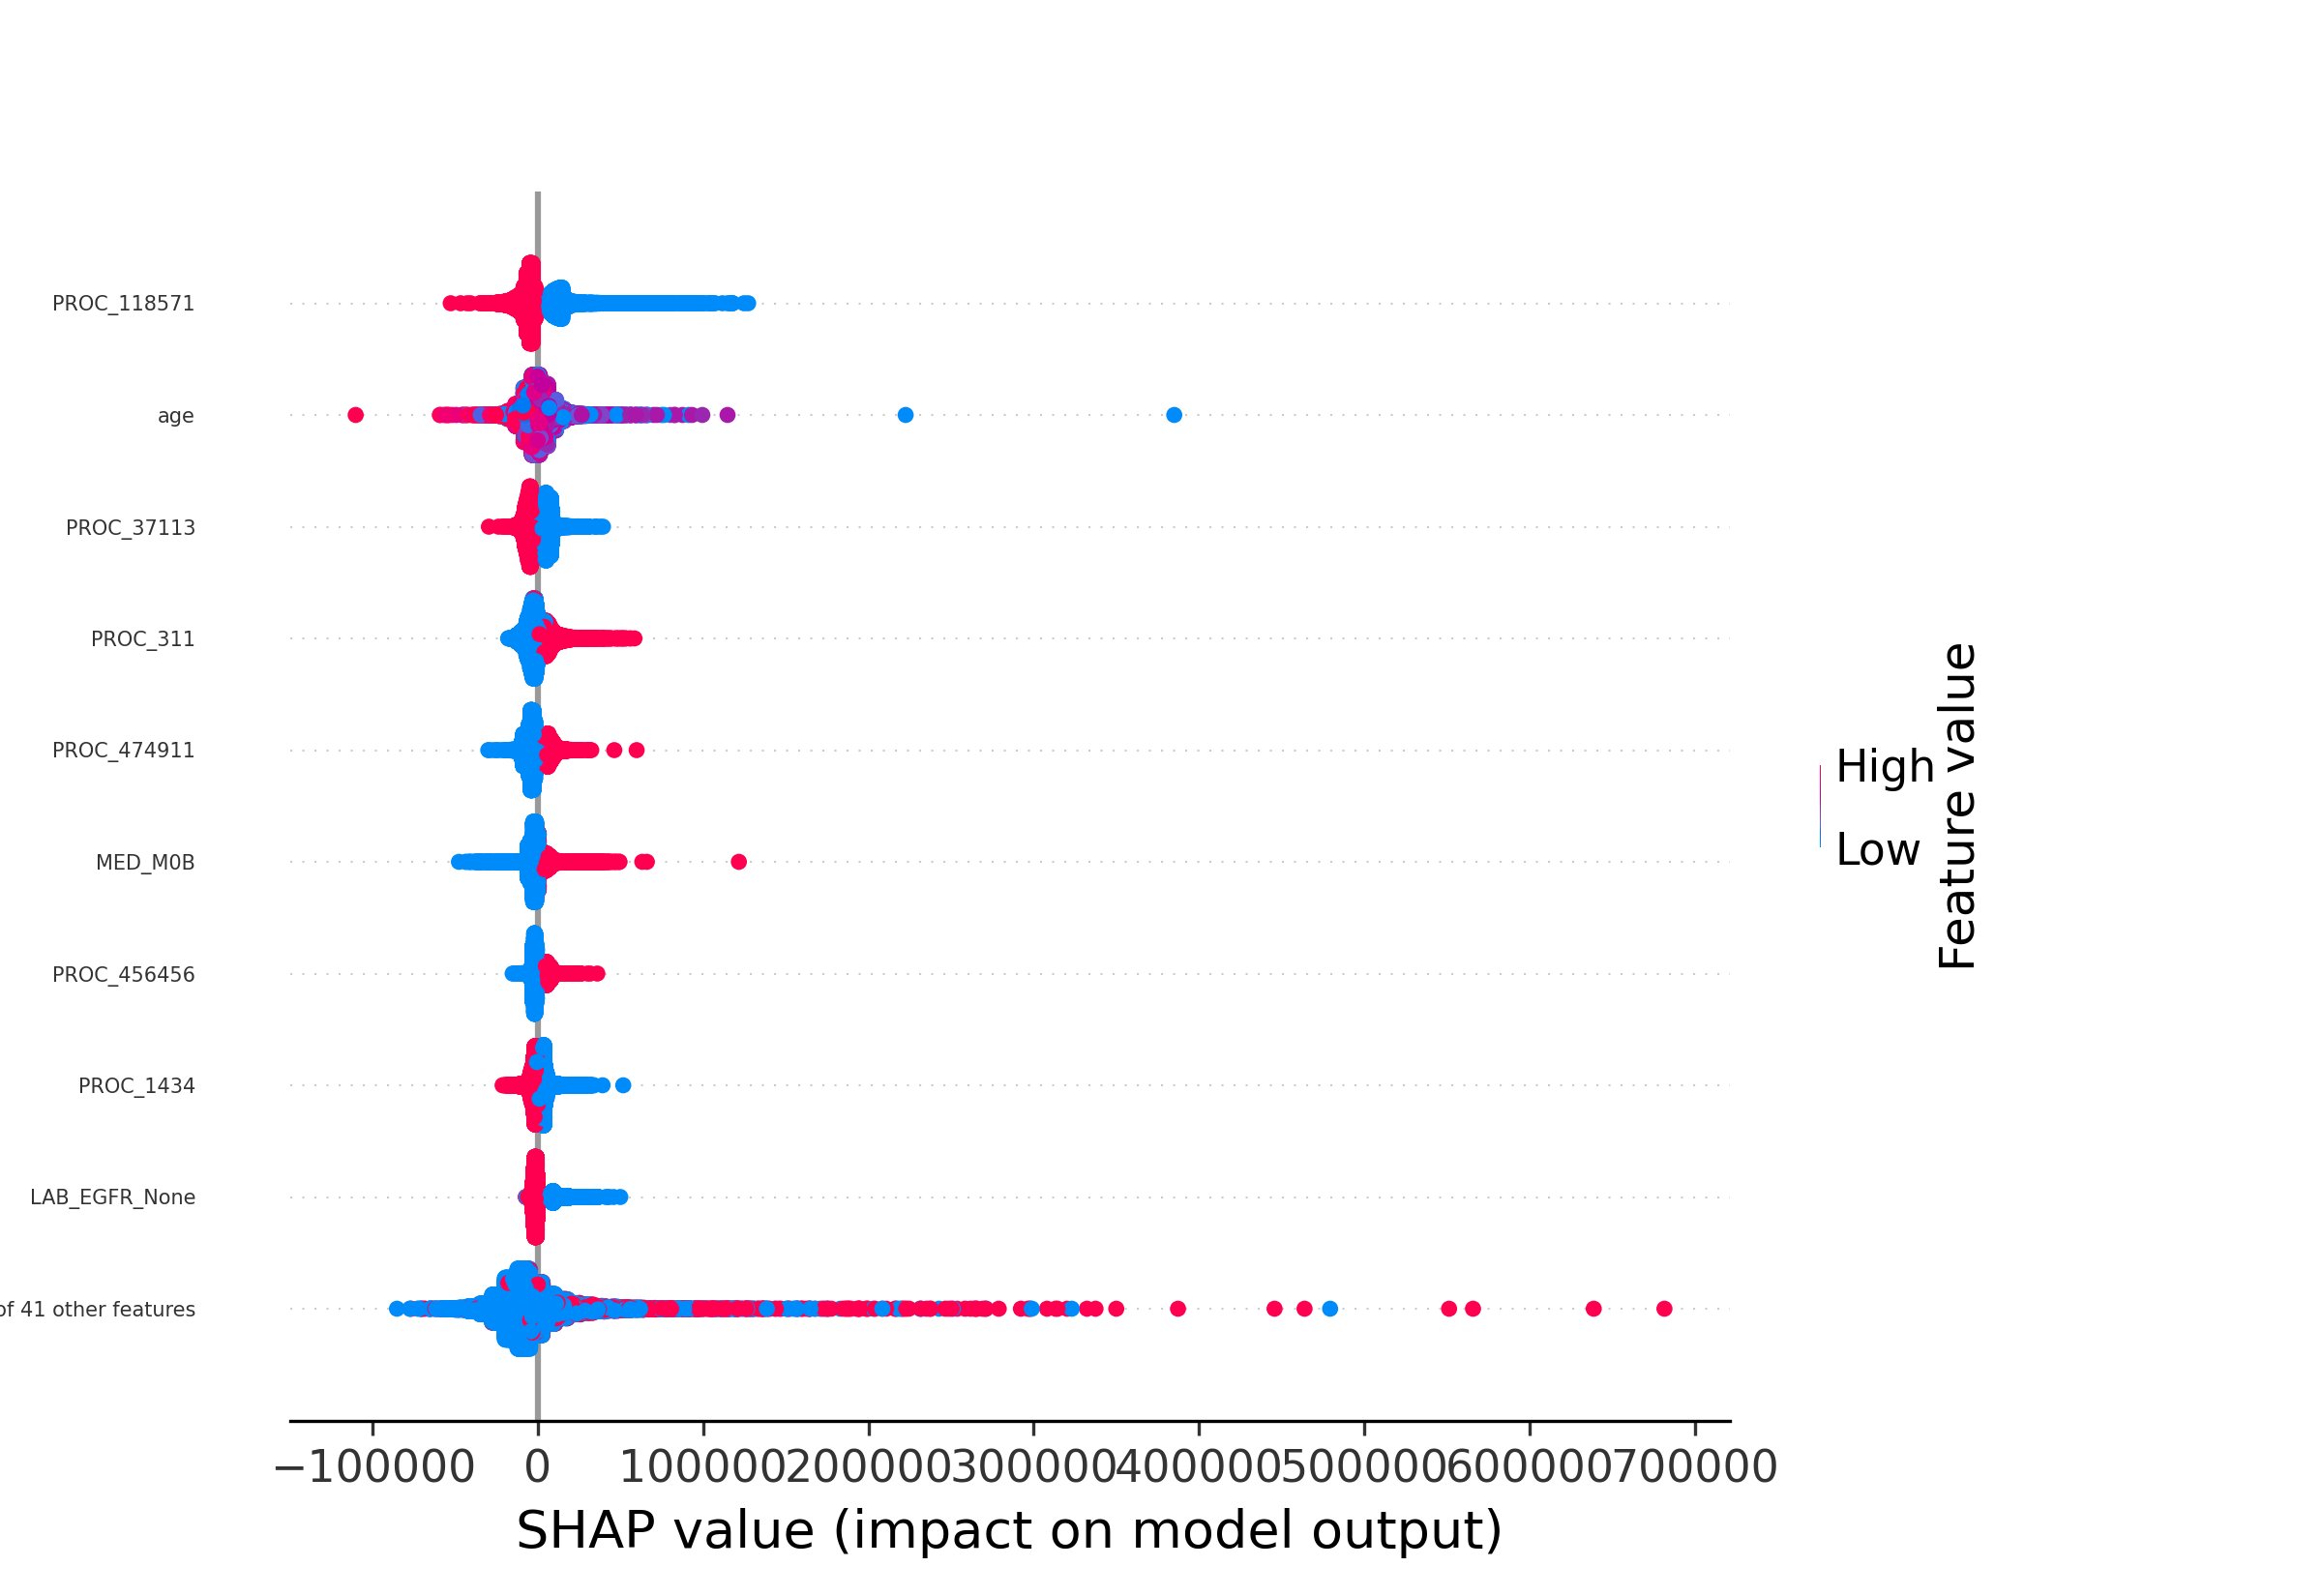 PROC_118571
age
PROC_37113
PROC_311
PROC_474911
MED_M0B
PROC_456456
PROC_1434
LAB_EGFR_None
of 41 other features
−100000 0 100000 200000 300000 400000 500000 600000 700000
SHAP value (impact on model output)
High
Low
Feature value